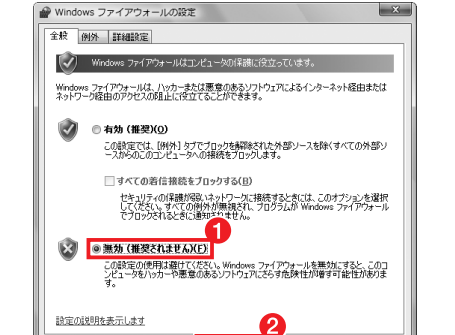 Windows ファイアウォールの設定
全般 例外 詳細設定
Windows ファイアウォールはコンピュータの保護に役立っています。
Windows ファイアウォールは、ハッカーまたは悪意のあるソフトウェアによるインターネット経由または
ネットワーク経由のアクセスの阻止に役立てることができます。
有効 (推奨)(O)
この設定では、[例外] タブでブロックを解除された外部ソースを除くすべての外部ソ
ースからのこのコンピュータへの接続をブロックします。
すべての着信接続をブロックする(B)
セキュリティの保護が弱いネットワークに接続するときには、このオプションを選択
してください。すべての例外が無視され、プログラムが Windows ファイアウォール
でブロックされるときに通知されません。
1
無効 (推奨されません)(F)
この設定の使用は避けてください。Windows ファイアウォールを無効にすると、このコ
ンピュータをハッカーや悪意のあるソフトウェアにさらす危険性が増す可能性がありま
す。
設定の説明を表示します
2